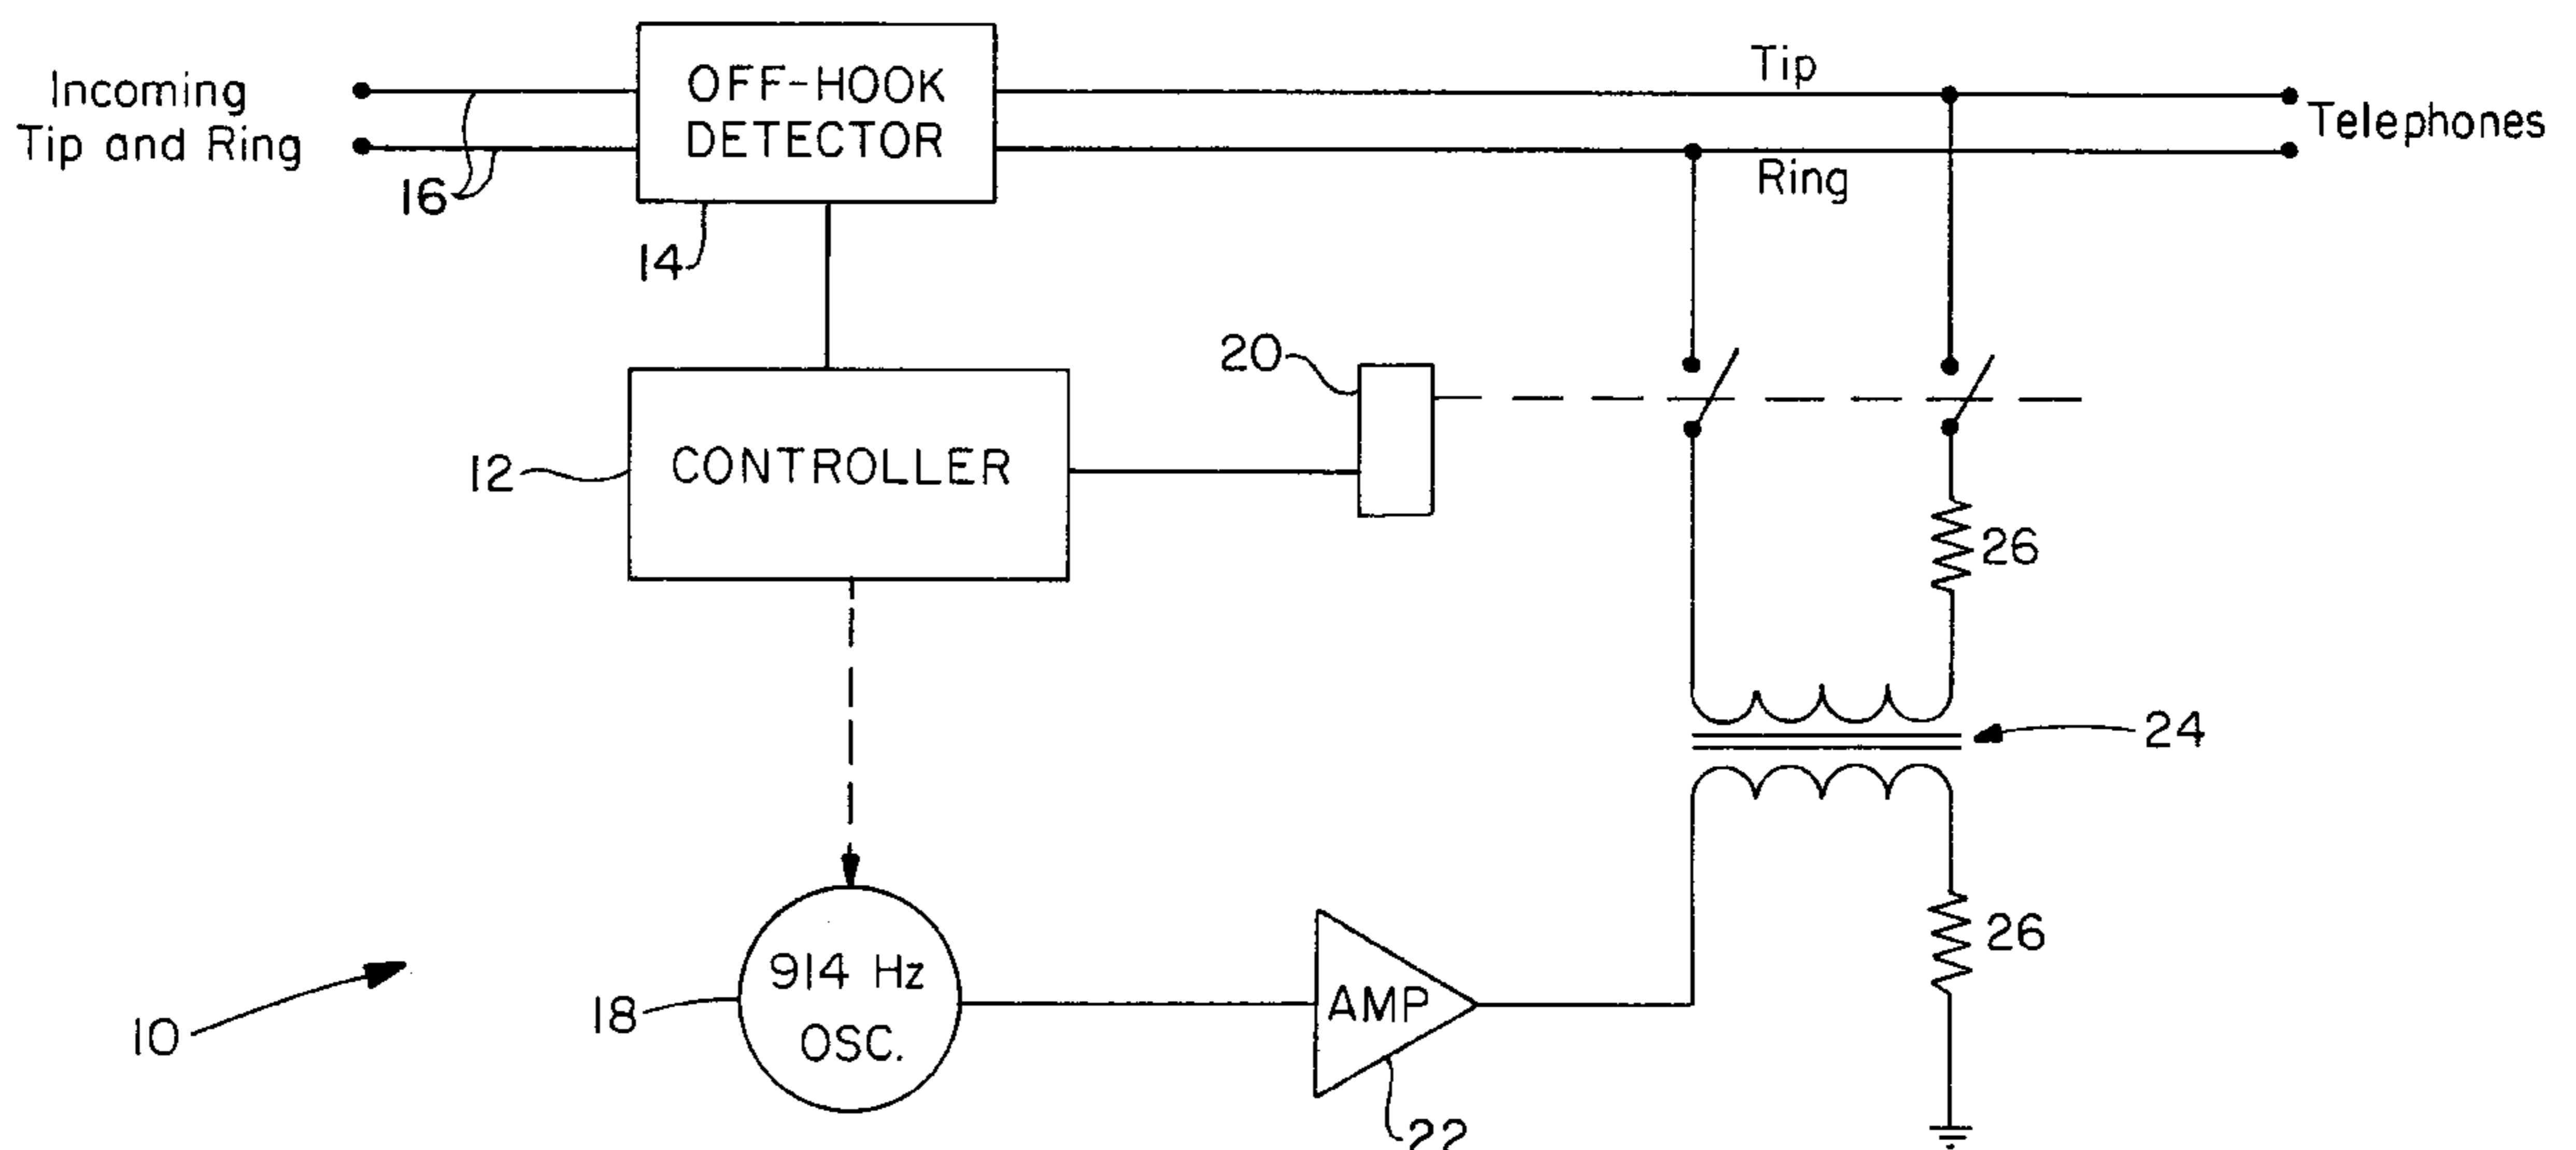 Incoming
Tip and Ring
16
OFF-HOOK
DETECTOR
14
Tip
Ring
Telephones
20
12
CONTROLLER
26
24
914 Hz
OSC.
18
10
AMP
22
26